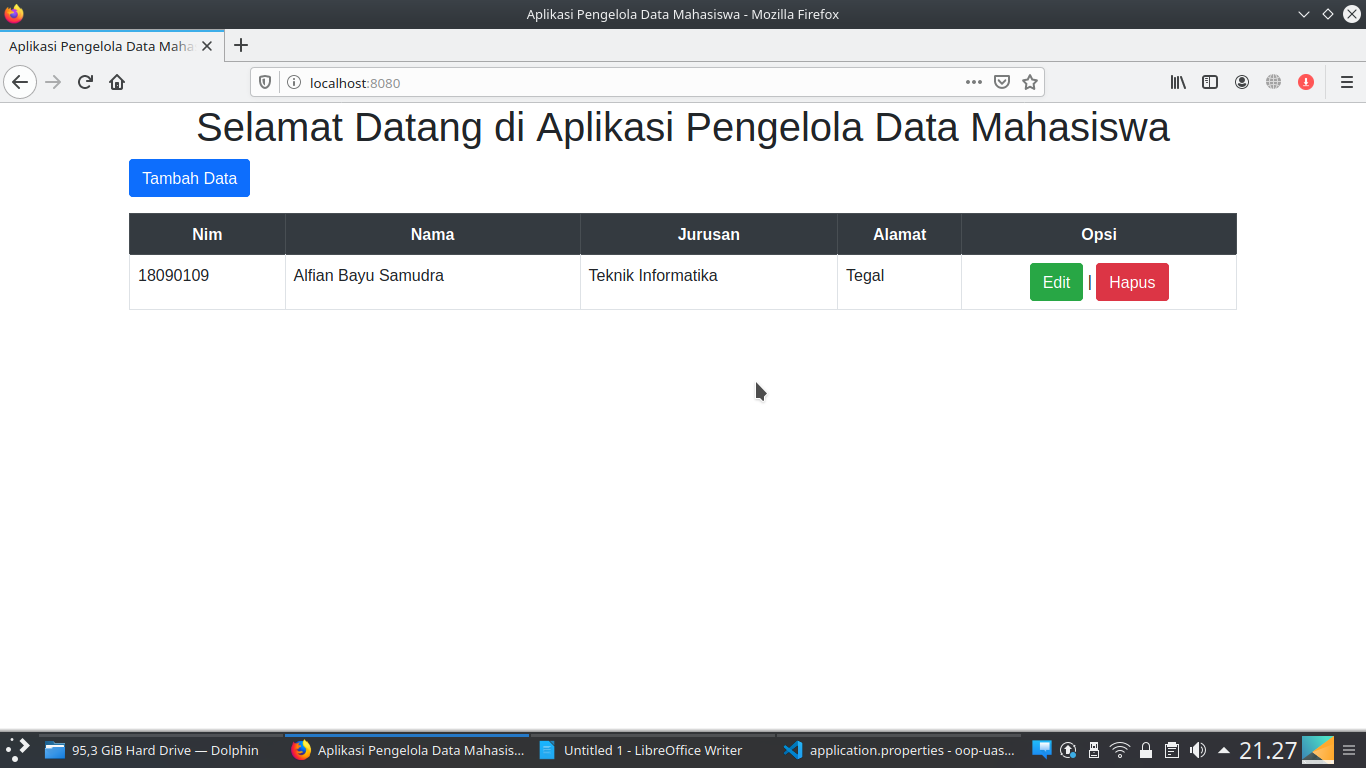 Aplikasi Pengelola Data Mahasiswa - Mozilla Firefox
Aplikasi Pengelola Data Maha
localhost:8080
Selamat Datang di Aplikasi Pengelola Data Mahasiswa
Tambah Data
Nim Nama Jurusan Alamat Opsi
18090109 Alfian Bayu Samudra Teknik Informatika Tegal Edit | Hapus
95,3 GiB Hard Drive — Dolphin Aplikasi Pengelola Data Mahasis... Untitled 1 - LibreOffice Writer application.properties - oop-uas... 21.27